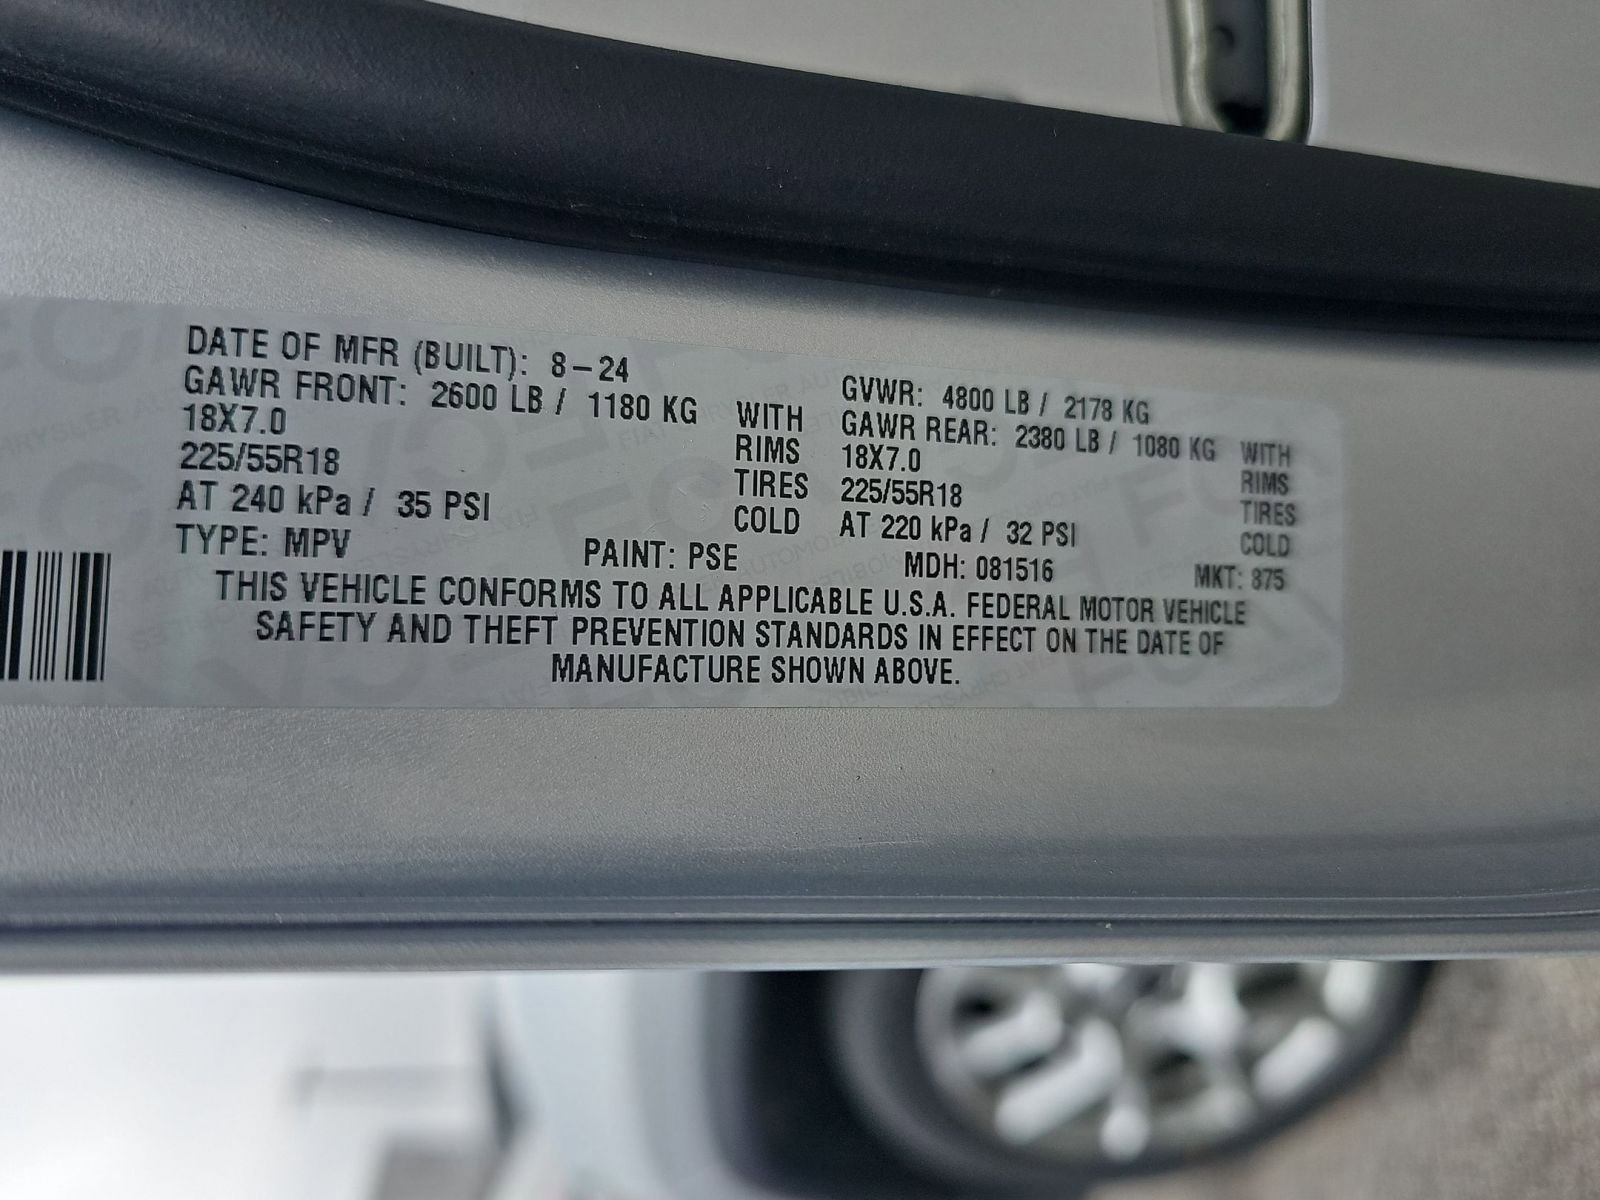 DATE OF MFR (BUILT): 8-24
GAWR FRONT: 2600 LB / 1180 KG WITH
18X7.0 RIMS
225/55R18 TIRES
AT 240 kPa / 35 PSI COLD
GVWR: 4800 LB / 2178 KG
GAWR REAR: 2380 LB / 1080 KG WITH
18X7.0 RIMS
225/55R18 TIRES
AT 220 kPa / 32 PSI COLD
TYPE: MPV PAINT: PSE MDH: 081516 MKT: 875
THIS VEHICLE CONFORMS TO ALL APPLICABLE U.S.A. FEDERAL MOTOR VEHICLE
SAFETY AND THEFT PREVENTION STANDARDS IN EFFECT ON THE DATE OF
MANUFACTURE SHOWN ABOVE.